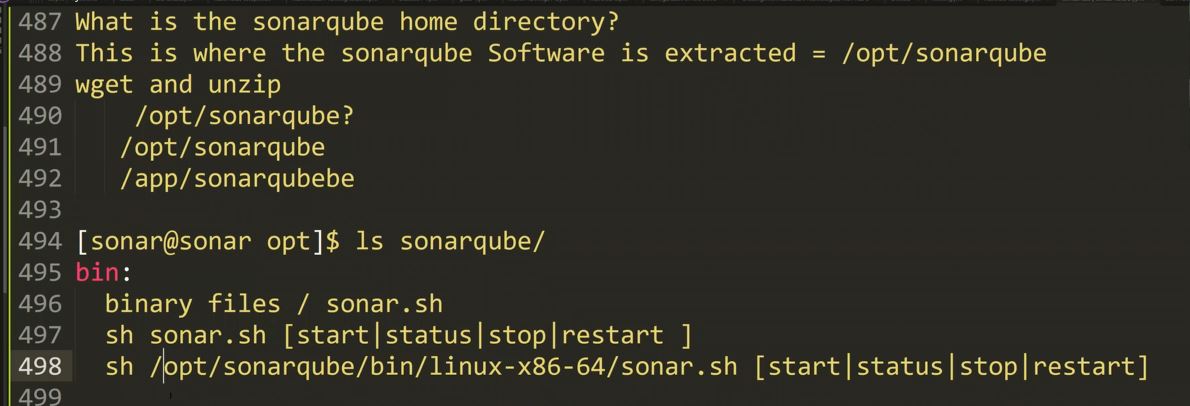 487 What is the sonarqube home directory?
488 This is where the sonarqube Software is extracted = /opt/sonarqube
489 wget and unzip
490 /opt/sonarqube?
491 /opt/sonarqube
492 /app/sonarqubebe
493
494 [sonar@sonar opt]$ ls sonarqube/
495 bin:
496 binary files / sonar.sh
497 sh sonar.sh [start|status|stop|restart ]
498 sh /opt/sonarqube/bin/linux-x86-64/sonar.sh [start|status|stop|restart]
499